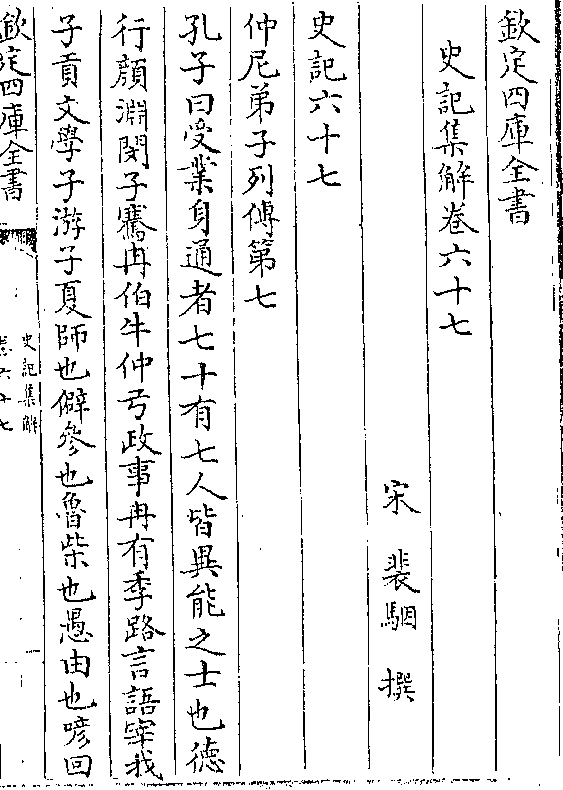 欽定四庫全書
史記集解卷六十七
宋 裴駰 撰
史記六十七
仲尼弟子列傳第七
孔子曰受業身通者七十有七人皆異能之士也德
行顔淵閔子騫冉伯牛仲弓政事冉有季路言語宰我
子貢文學子游子夏師也僻參也魯柴也愚由也喭回
欽定四庫全書
史記集解
卷六十七